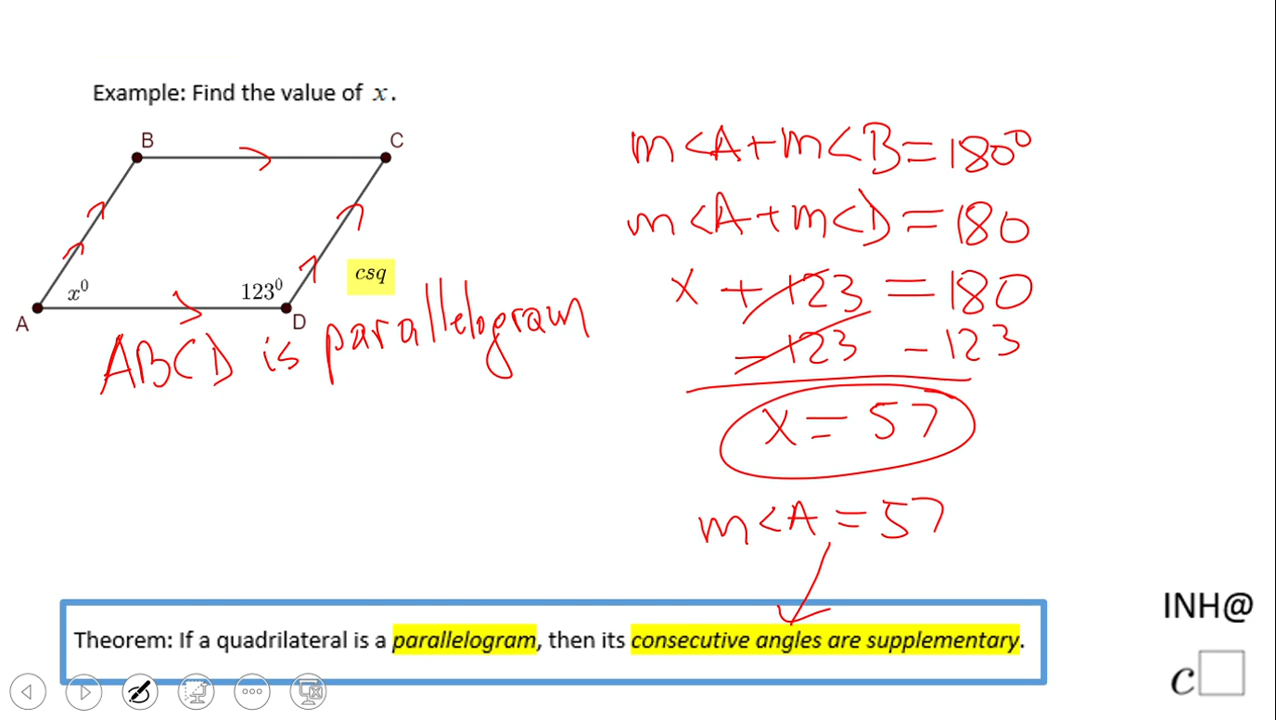 Example: Find the value of x.
B
C
x⁰
123⁰
csq
A
D
ABCD is parallelogram
m<A+m<B=180⁰
m<A+m<D=180
x +123 =180
-123 -123
x=57
m<A=57
Theorem: If a quadrilateral is a parallelogram, then its consecutive angles are supplementary.
INH@
c